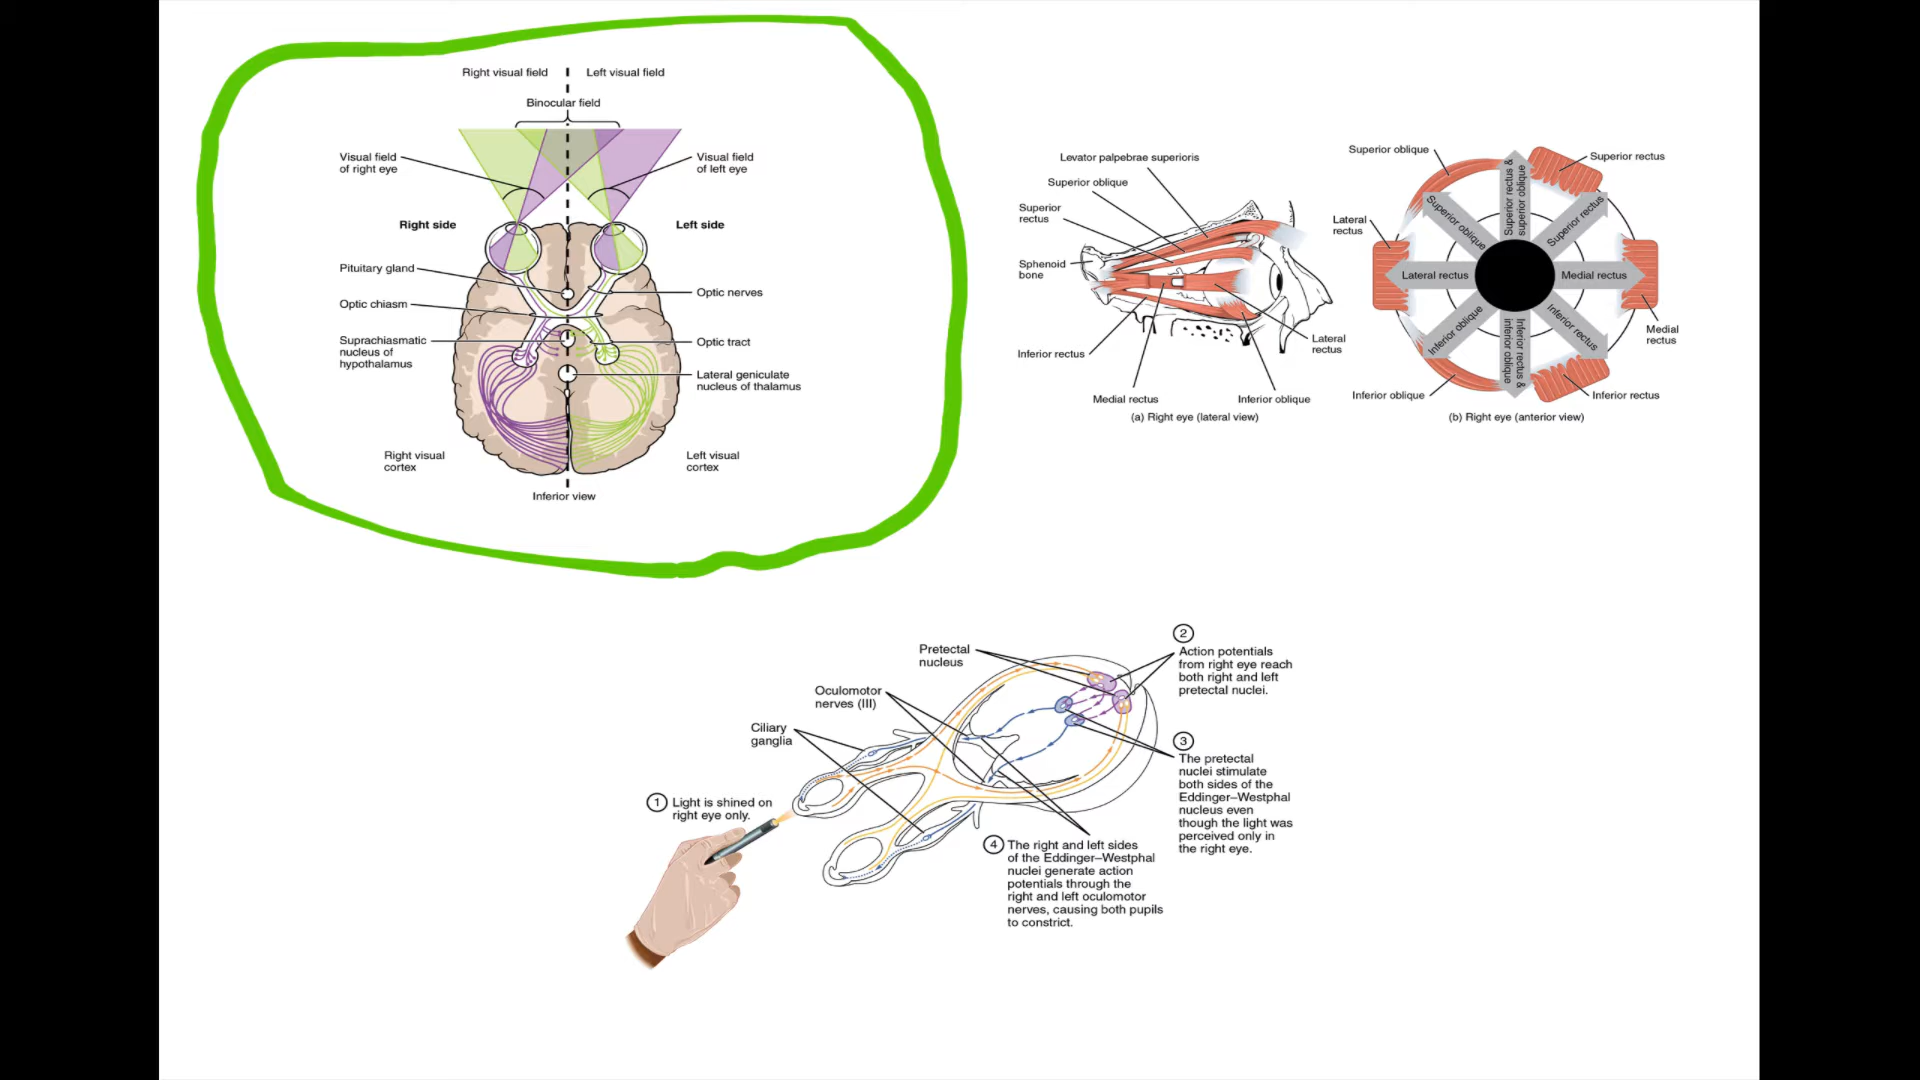 Right visual field
Left visual field
Binocular field
Visual field
of right eye
Visual field
of left eye
Right side
Left side
Pituitary gland
Optic nerves
Optic chiasm
Suprachiasmatic
nucleus of
hypothalamus
Optic tract
Lateral geniculate
nucleus of thalamus
Right visual
cortex
Left visual
cortex
Inferior view
Levator palpebrae superioris
Superior oblique
Superior
rectus
Sphenoid
bone
Inferior rectus
Medial rectus
Inferior oblique
Lateral
rectus
(a) Right eye (lateral view)
Superior oblique
Superior rectus
Lateral
rectus
Superior oblique
Superior rectus &
superior oblique
Superior rectus
Lateral rectus
Medial rectus
Inferior oblique
Inferior rectus &
inferior oblique
Inferior rectus
Medial
rectus
Inferior oblique
Inferior rectus
(b) Right eye (anterior view)
Pretectal
nucleus
Oculomotor
nerves (III)
Ciliary
ganglia
1 Light is shined on
right eye only.
2
Action potentials
from right eye reach
both right and left
pretectal nuclei.
3
The pretectal
nuclei stimulate
both sides of the
Eddinger–Westphal
nucleus even
though the light was
perceived only in
the right eye.
4 The right and left sides
of the Eddinger–Westphal
nuclei generate action
potentials through the
right and left oculomotor
nerves, causing both pupils
to constrict.